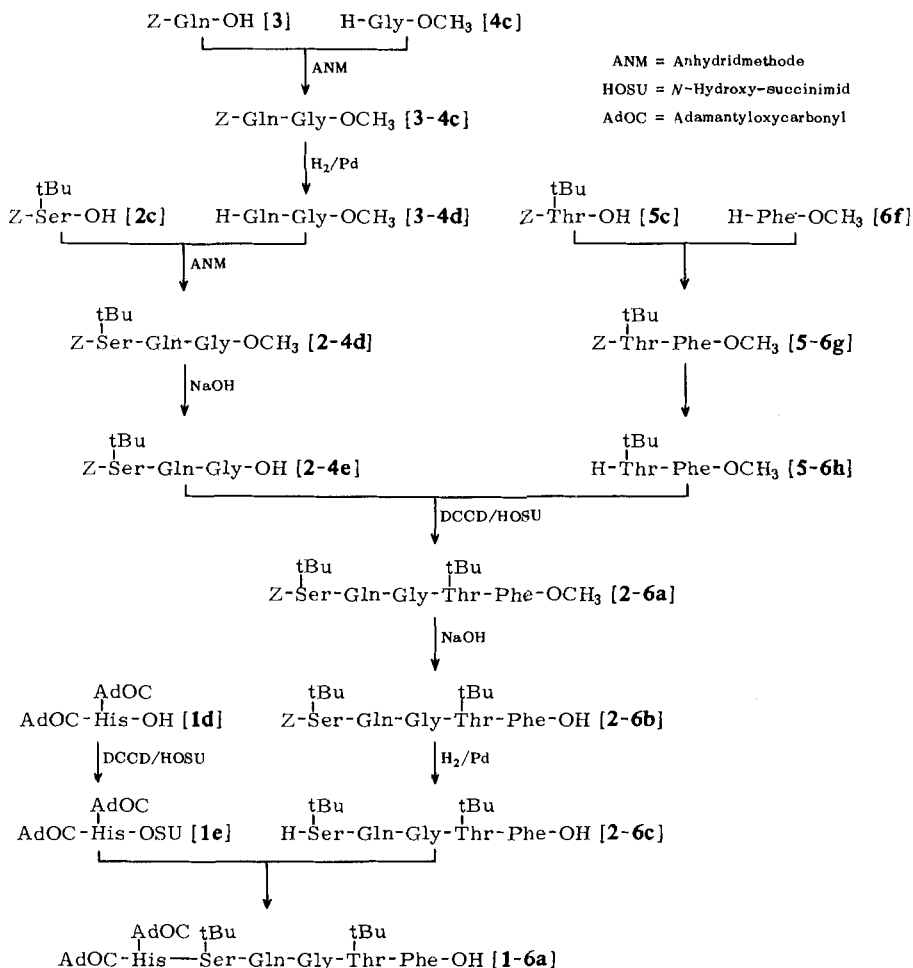 Z-Gln-OH [3] H-Gly-OCH3 [4c]
ANM = Anhydridmethode
ANM
HOSU = N-Hydroxy-succinimid
Z-Gln-Gly-OCH3 [3-4c]
AdOC = Adamantyloxycarbonyl
H2/Pd
tBu tBu
Z-Ser-OH [2c] H-Gln-Gly-OCH3 [3-4d] Z-Thr-OH [5c] H-Phe-OCH3 [6f]
ANM
tBu tBu
Z-Ser-Gln-Gly-OCH3 [2-4d] Z-Thr-Phe-OCH3 [5-6g]
NaOH
tBu tBu
Z-Ser-Gln-Gly-OH [2-4e] H-Thr-Phe-OCH3 [5-6h]
DCCD/HOSU
tBu tBu
Z-Ser-Gln-Gly-Thr-Phe-OCH3 [2-6a]
NaOH
AdOC tBu tBu
AdOC-His-OH [1d] Z-Ser-Gln-Gly-Thr-Phe-OH [2-6b]
DCCD/HOSU H2/Pd
AdOC tBu tBu
AdOC-His-OSU [1e] H-Ser-Gln-Gly-Thr-Phe-OH [2-6c]
AdOC tBu tBu
AdOC-His-Ser-Gln-Gly-Thr-Phe-OH [1-6a]